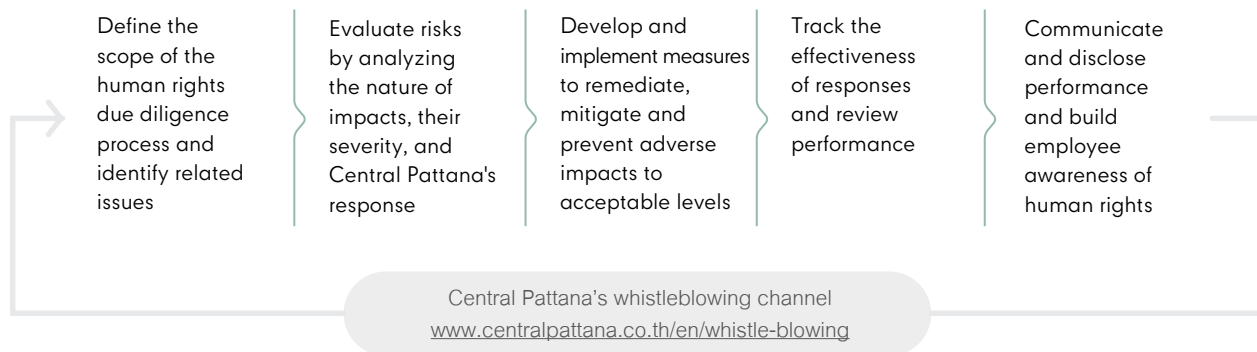 Define the
scope of the
human rights
due diligence
process and
identify related
issues
Evaluate risks
by analyzing
the nature of
impacts, their
severity, and
Central Pattana's
response
Develop and
implement measures
to remediate,
mitigate and
prevent adverse
impacts to
acceptable levels
Track the
effectiveness
of responses
and review
performance
Communicate
and disclose
performance
and build
employee
awareness of
human rights
Central Pattana’s whistleblowing channel
www.centralpattana.co.th/en/whistle-blowing